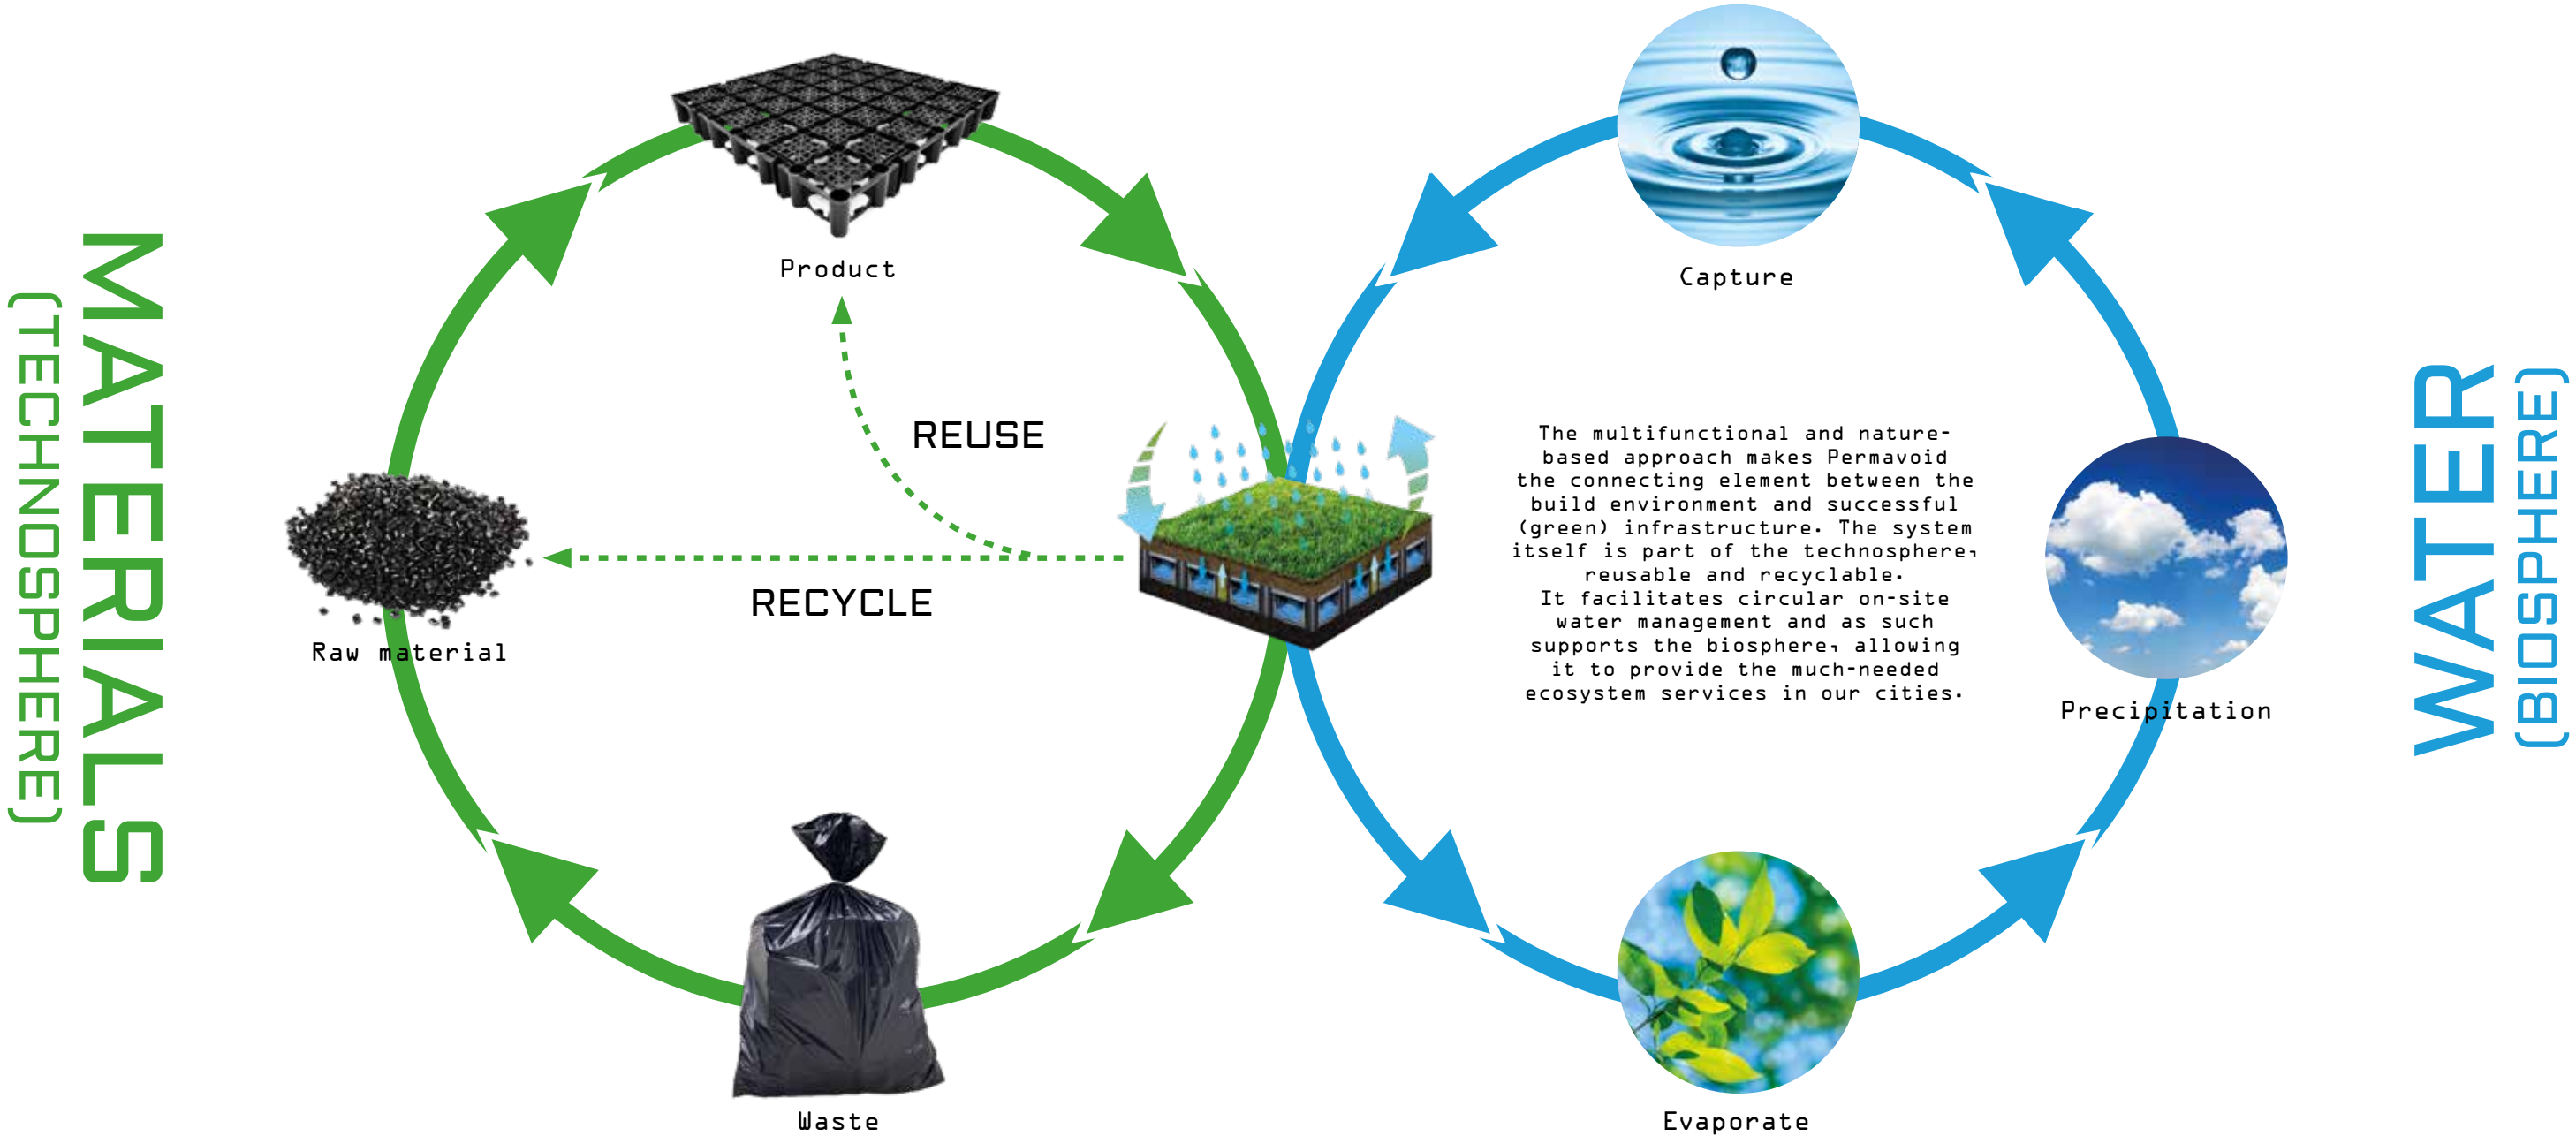 MATERIALS
(TECHNOSPHERE)
Product
REUSE
RECYCLE
Raw material
Waste
Capture
The multifunctional and nature-
based approach makes Permavoid
the connecting element between the
build environment and successful
(green) infrastructure. The system
itself is part of the technosphere,
reusable and recyclable.
It facilitates circular on-site
water management and as such
supports the biosphere, allowing
it to provide the much-needed
ecosystem services in our cities.
Precipitation
Evaporate
WATER
(BIOSPHERE)